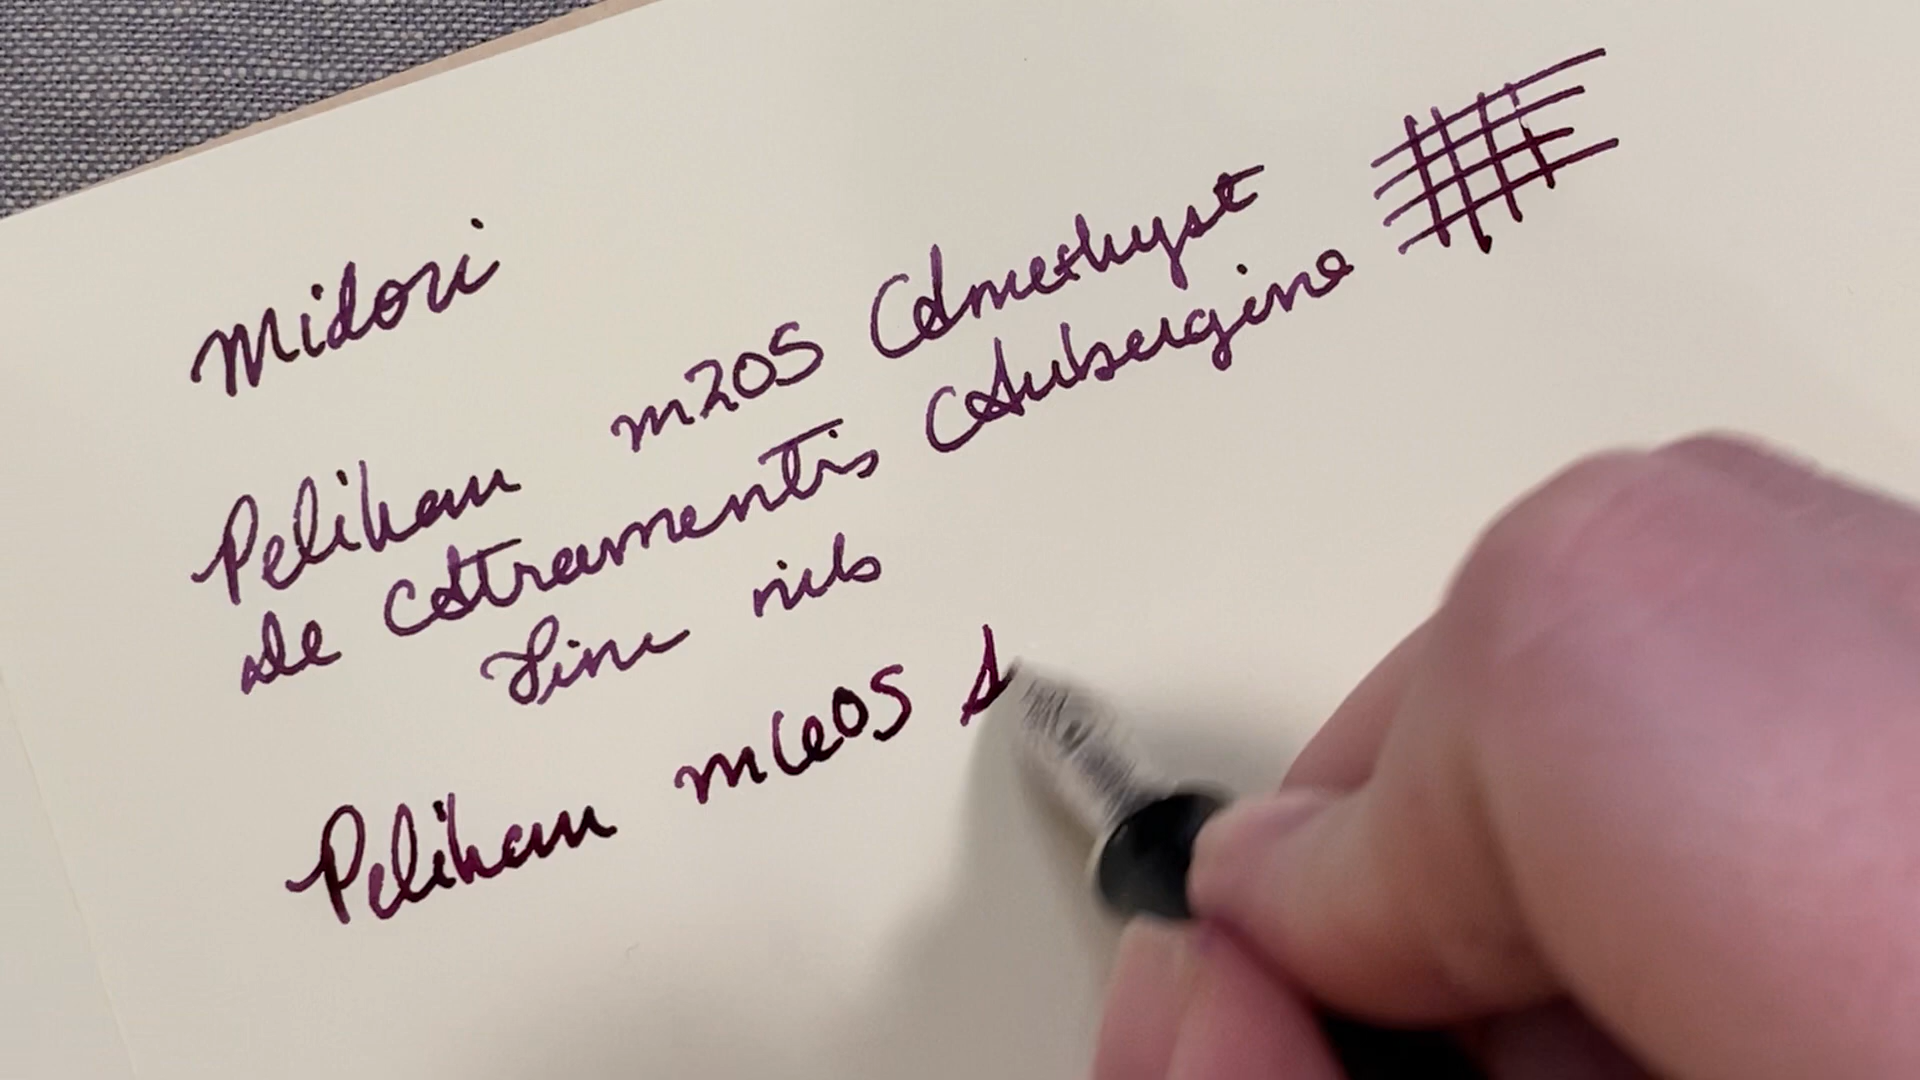 Midori
Pelikan m205 Amethyst
De Atramentis Aubergine
Fine nib
Pelikan m605